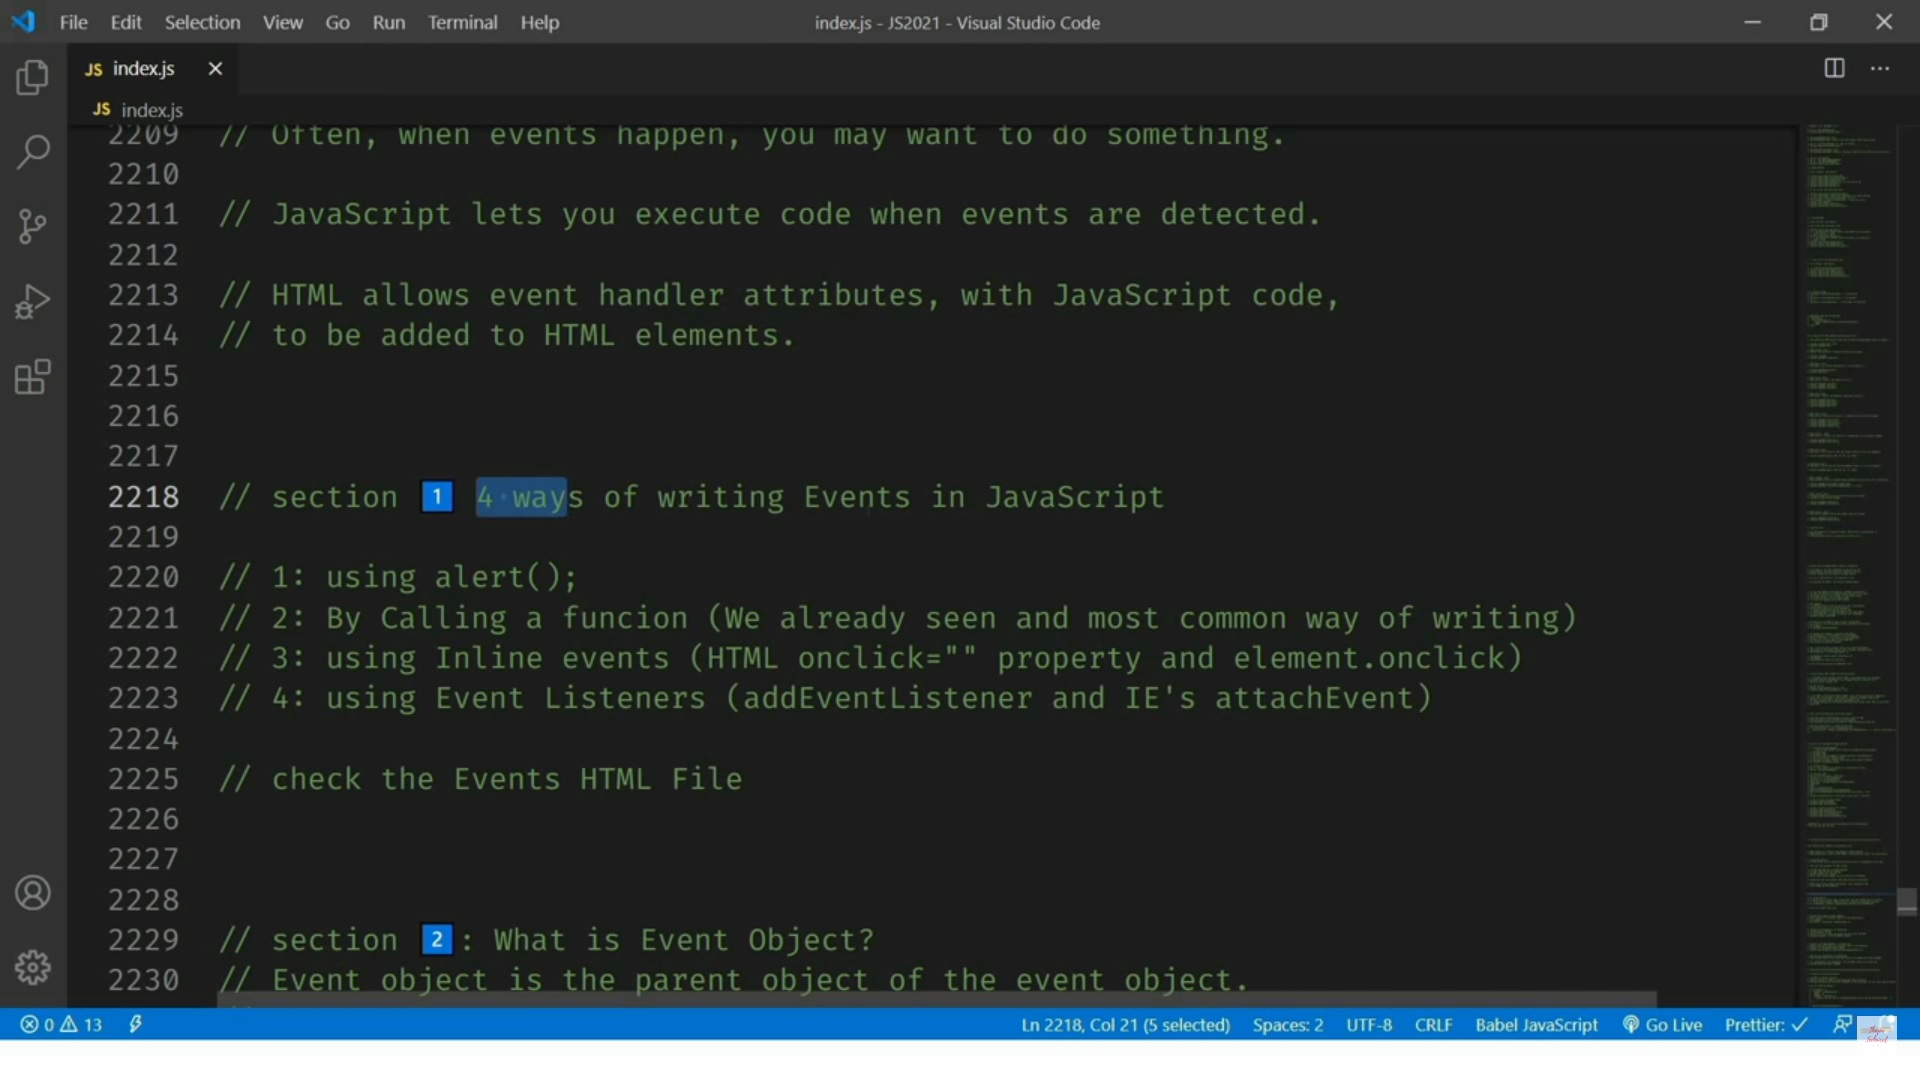 File Edit Selection View Go Run Terminal Help index.js - JS2021 - Visual Studio Code
JS index.js
JS index.js
2209 // Often, when events happen, you may want to do something.
2210
2211 // JavaScript lets you execute code when events are detected.
2212
2213 // HTML allows event handler attributes, with JavaScript code,
2214 // to be added to HTML elements.
2215
2216
2217
2218 // section 1 4 ways of writing Events in JavaScript
2219
2220 // 1: using alert();
2221 // 2: By Calling a funcion (We already seen and most common way of writing)
2222 // 3: using Inline events (HTML onclick="" property and element.onclick)
2223 // 4: using Event Listeners (addEventListener and IE's attachEvent)
2224
2225 // check the Events HTML File
2226
2227
2228
2229 // section 2 : What is Event Object?
2230 // Event object is the parent object of the event object.
0 13 Ln 2218, Col 21 (5 selected) Spaces: 2 UTF-8 CRLF Babel JavaScript Go Live Prettier: ✓